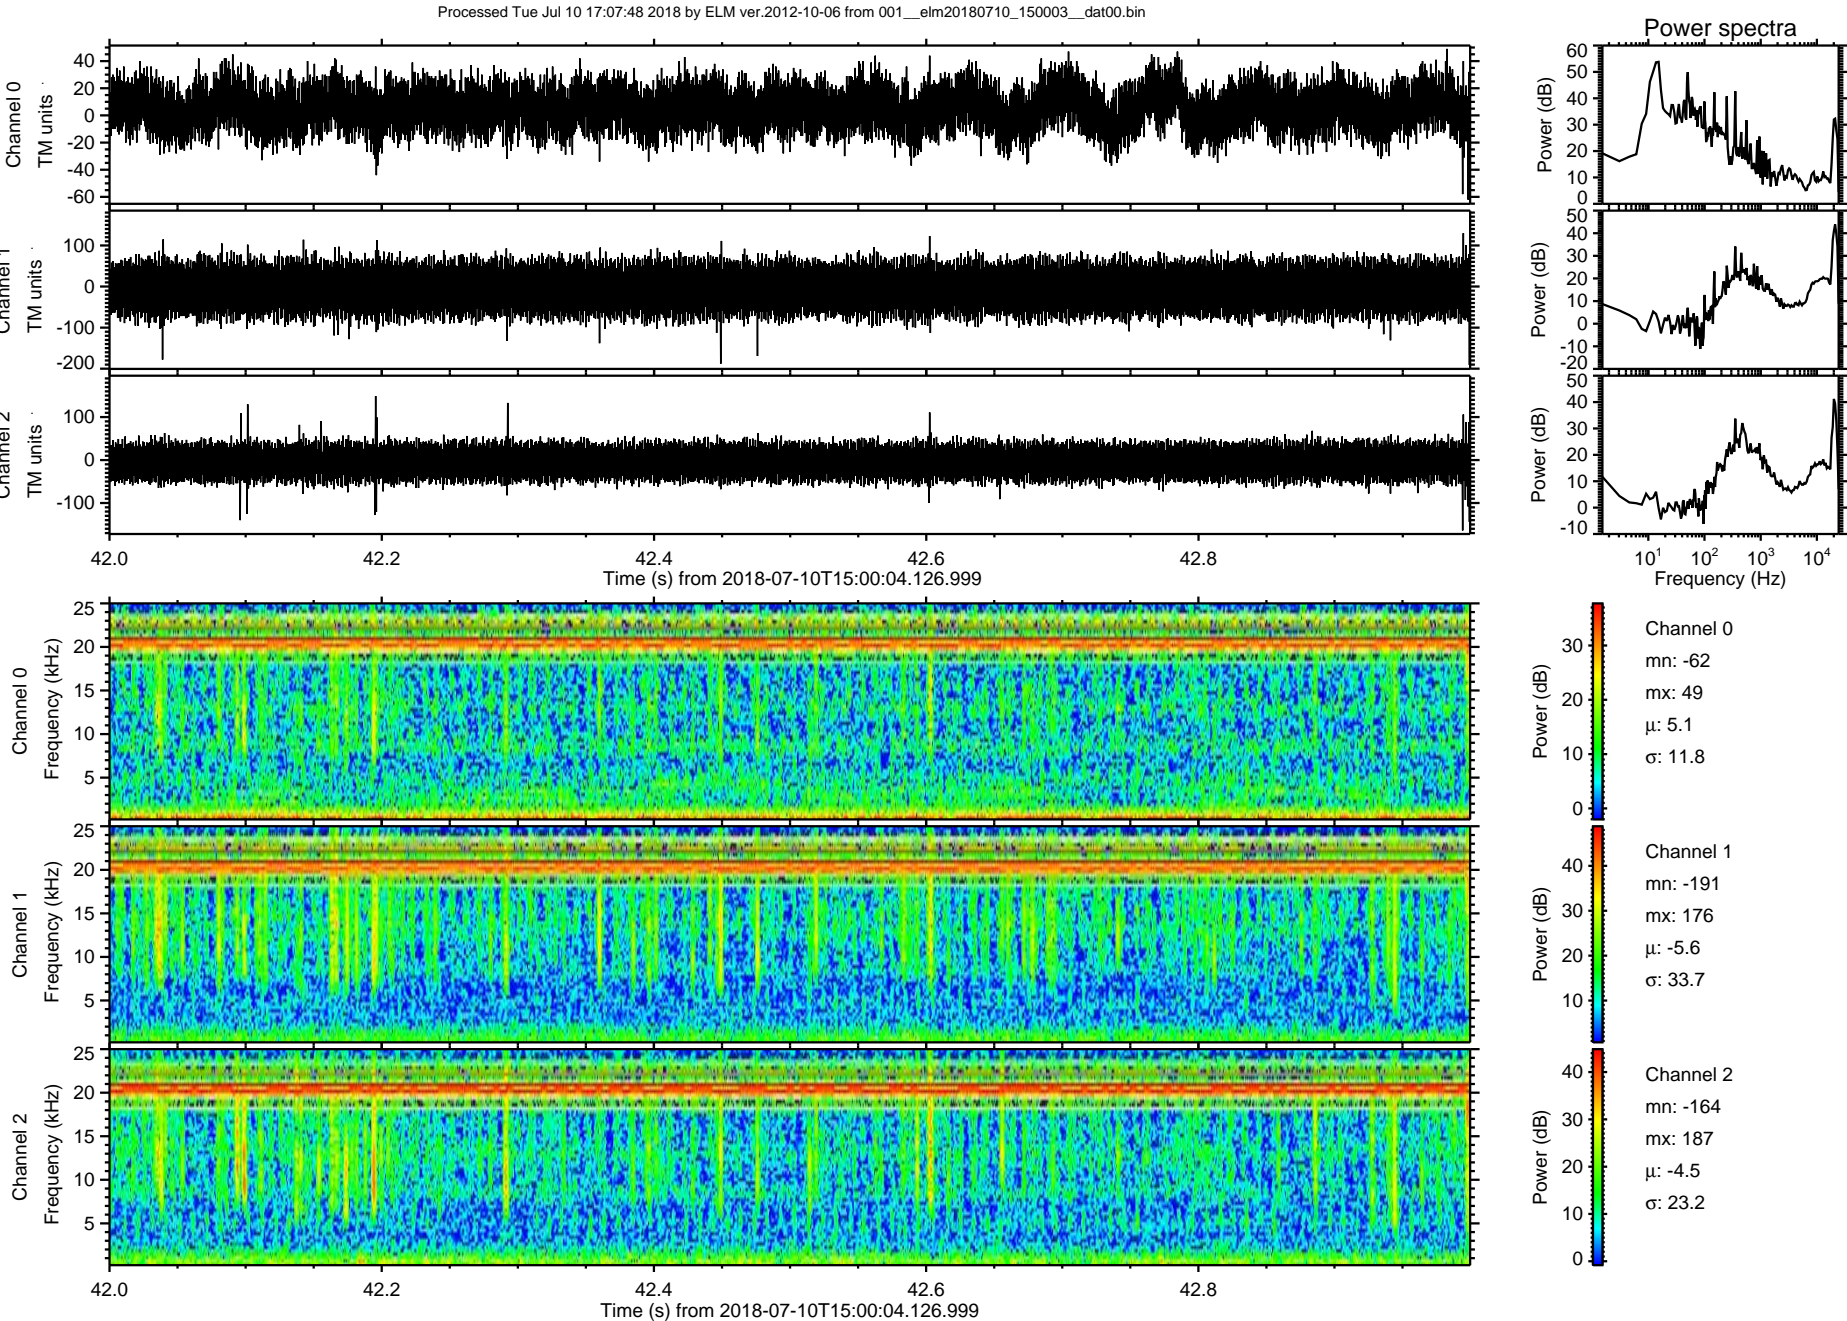 Processed Tue Jul 10 17:07:48 2018 by ELM ver.2012-10-06 from 001__elm20180710_150003__dat00.bin
Power spectra
Channel 0
TM units
40
20
0
-20
-40
-60
Power (dB)
60
50
40
30
20
10
0
Channel 1
TM units
100
0
-100
-200
Power (dB)
50
40
30
20
10
0
-10
-20
Channel 2
TM units
100
0
-100
Power (dB)
50
40
30
20
10
0
-10
42.0 42.2 42.4 42.6 42.8
Time (s) from 2018-07-10T15:00:04.126.999
10¹ 10² 10³ 10⁴
Frequency (Hz)
Channel 0
Frequency (kHz)
25
20
15
10
5
Power (dB)
30
20
10
0
Channel 0
mn: -62
mx: 49
μ: 5.1
σ: 11.8
Channel 1
Frequency (kHz)
25
20
15
10
5
Power (dB)
40
30
20
10
Channel 1
mn: -191
mx: 176
μ: -5.6
σ: 33.7
Channel 2
Frequency (kHz)
25
20
15
10
5
Power (dB)
40
30
20
10
0
Channel 2
mn: -164
mx: 187
μ: -4.5
σ: 23.2
42.0 42.2 42.4 42.6 42.8
Time (s) from 2018-07-10T15:00:04.126.999